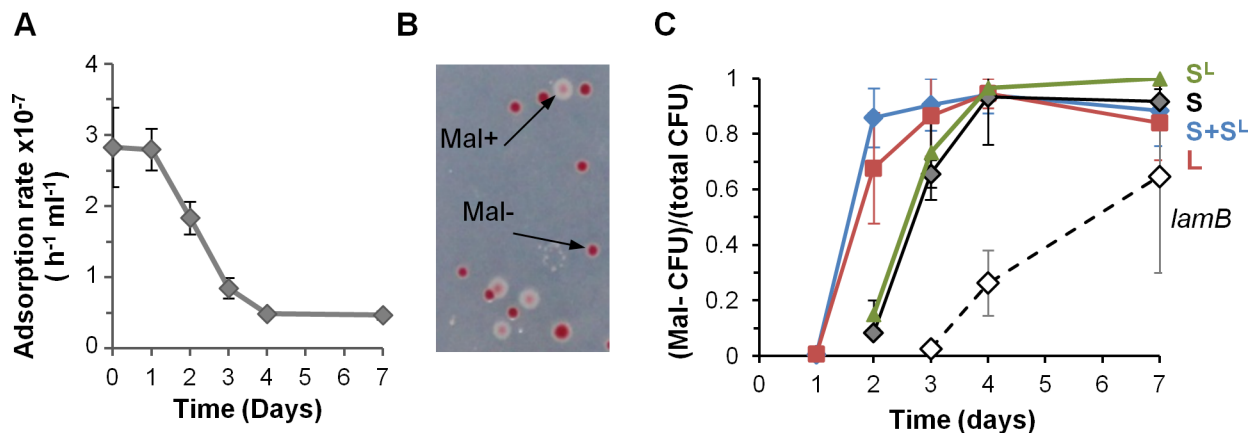 A
Adsorption rate x10-7
( h-1 ml-1)
4
3
2
1
0
0 1 2 3 4 5 6 7
Time (Days)
B
Mal+
Mal-
C
(Mal- CFU)/(total CFU)
1
0.8
0.6
0.4
0.2
0
0 1 2 3 4 5 6 7
Time (days)
SL
S
S+SL
L
lamB